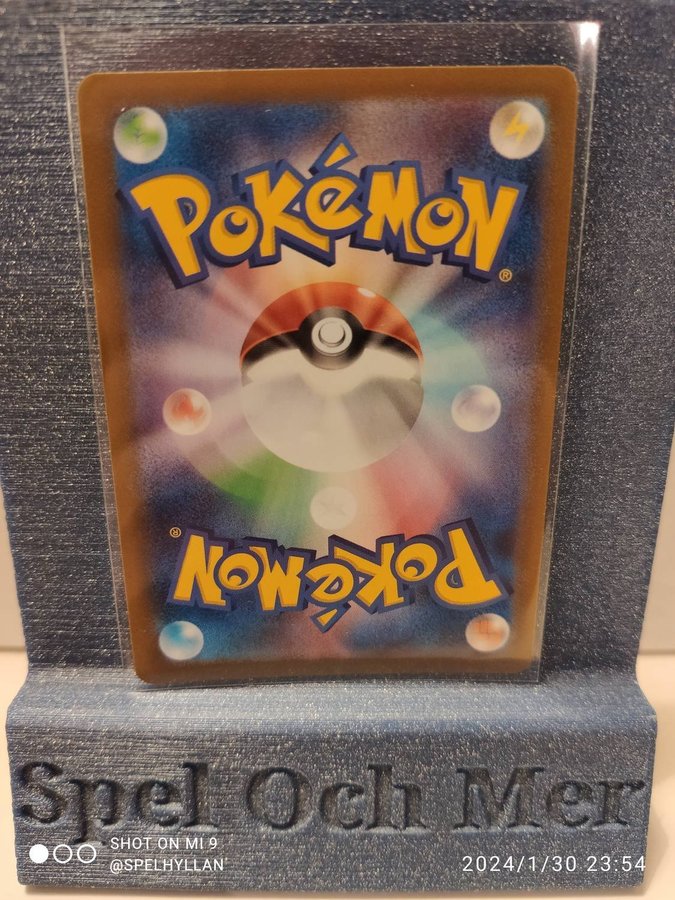 POKéMON
®
®
POKéMON
Spel Och Mer
SHOT ON MI 9
@SPELHYLLAN
2024/1/30 23:54